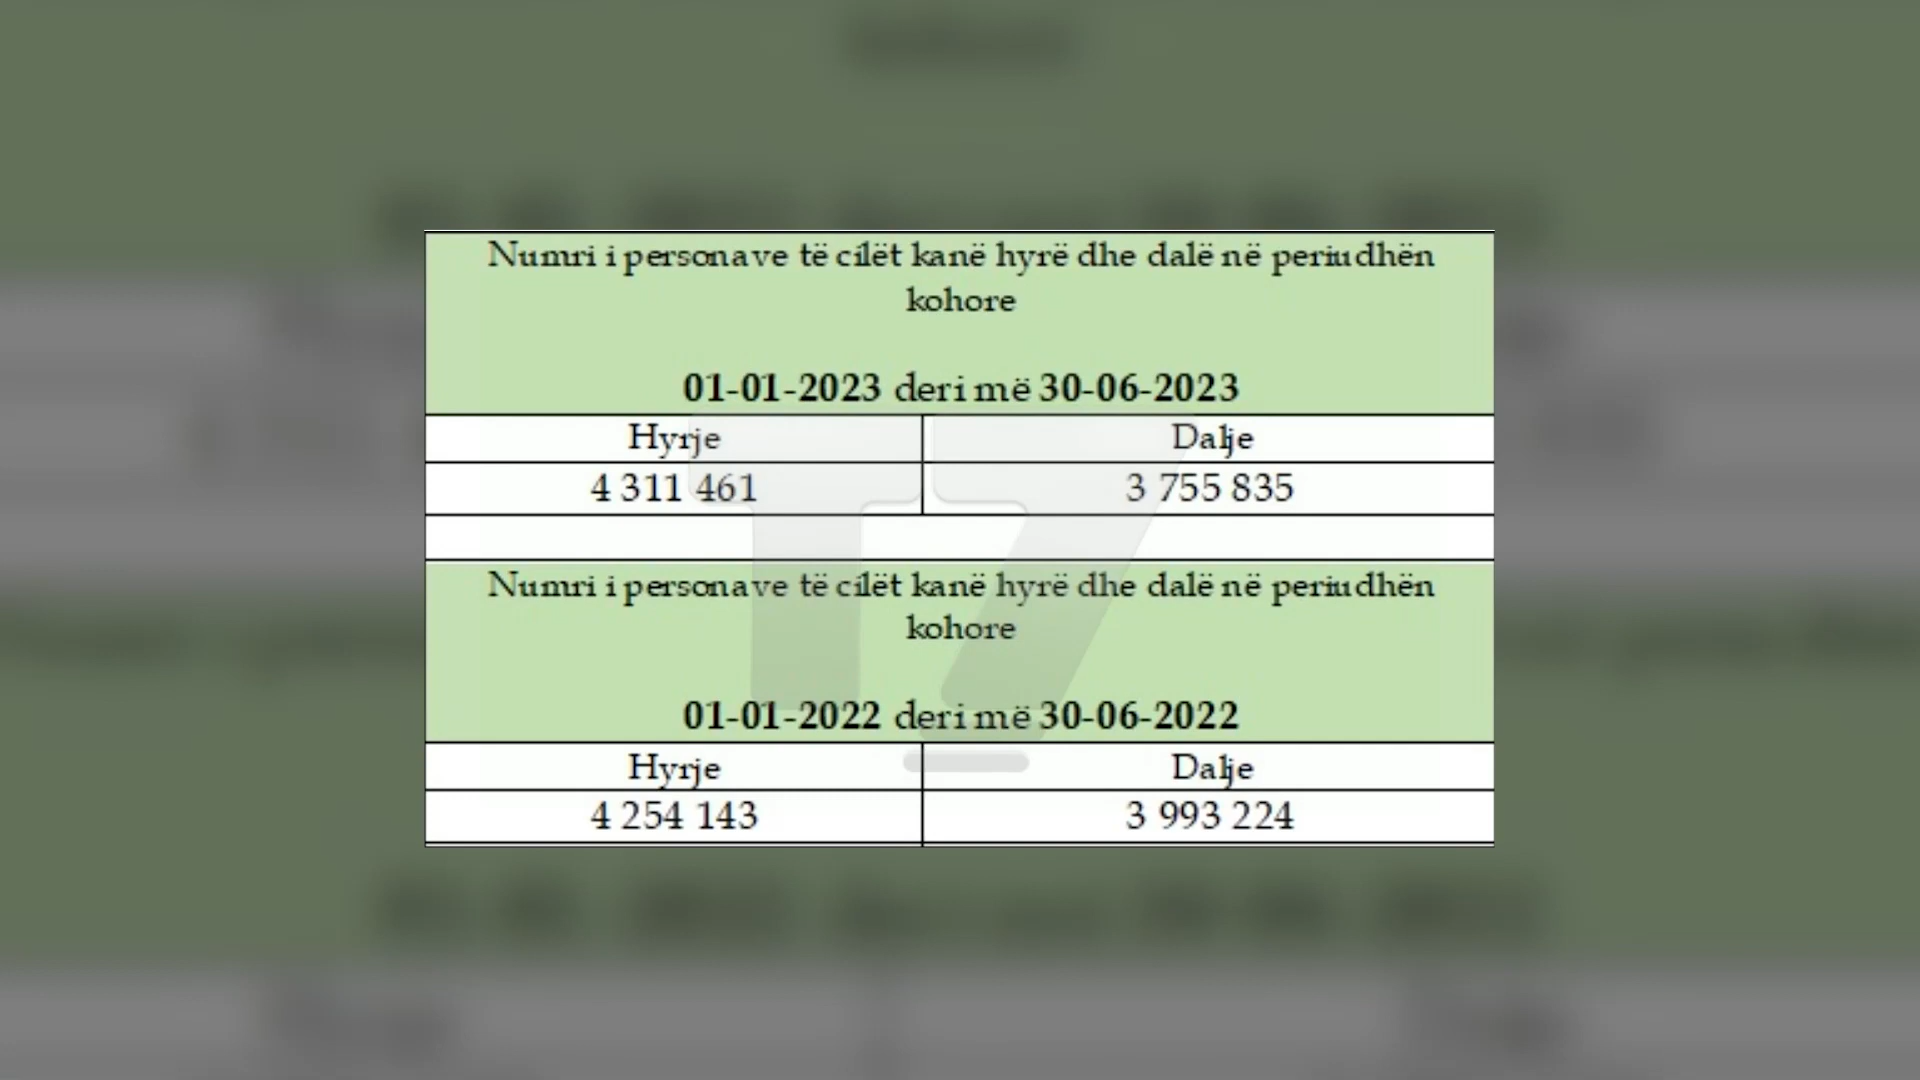 Numri i personave të cilët kanë hyrë dhe dalë në periudhën
kohore
01-01-2023 deri më 30-06-2023
Hyrje Dalje
4 311 461 3 755 835
Numri i personave të cilët kanë hyrë dhe dalë në periudhën
kohore
01-01-2022 deri më 30-06-2022
Hyrje Dalje
4 254 143 3 993 224
T7